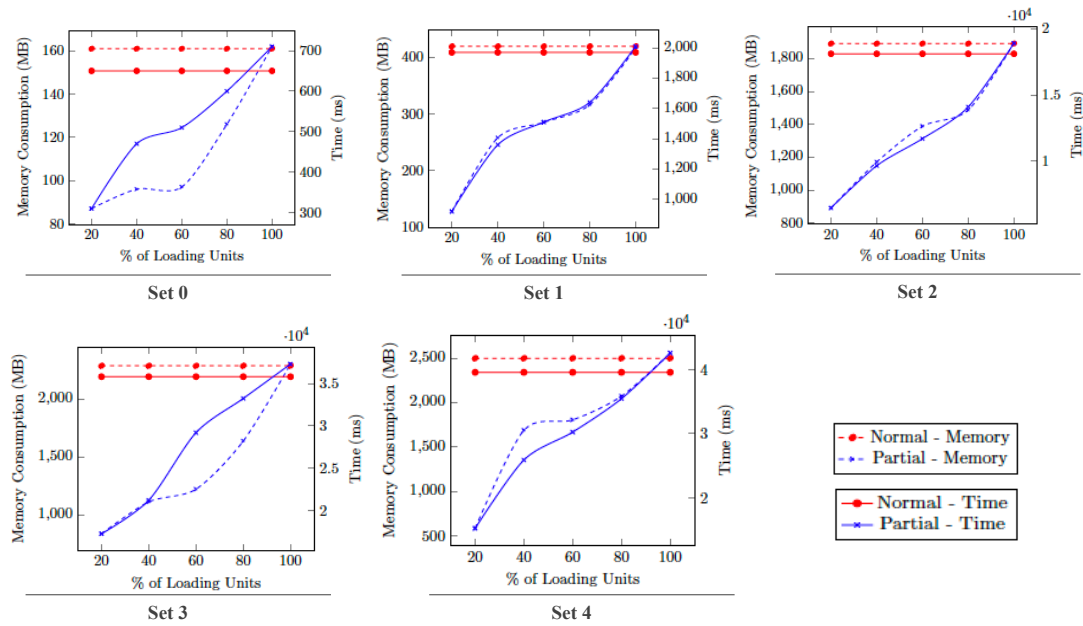 Memory Consumption (MB)
160
140
120
100
80
700
600
500
400
300
Time (ms)
20 40 60 80 100
% of Loading Units
Set 0
Memory Consumption (MB)
400
300
200
100
2,000
1,800
1,600
1,400
1,200
1,000
Time (ms)
20 40 60 80 100
% of Loading Units
Set 1
·10⁴
Memory Consumption (MB)
1,800
1,600
1,400
1,200
1,000
800
2
1.5
1
Time (ms)
20 40 60 80 100
% of Loading Units
Set 2
·10⁴
Memory Consumption (MB)
2,000
1,500
1,000
3.5
3
2.5
2
Time (ms)
20 40 60 80 100
% of Loading Units
Set 3
·10⁴
Memory Consumption (MB)
2,500
2,000
1,500
1,000
500
4
3
2
Time (ms)
20 40 60 80 100
% of Loading Units
Set 4
Normal - Memory
Partial - Memory
Normal - Time
Partial - Time